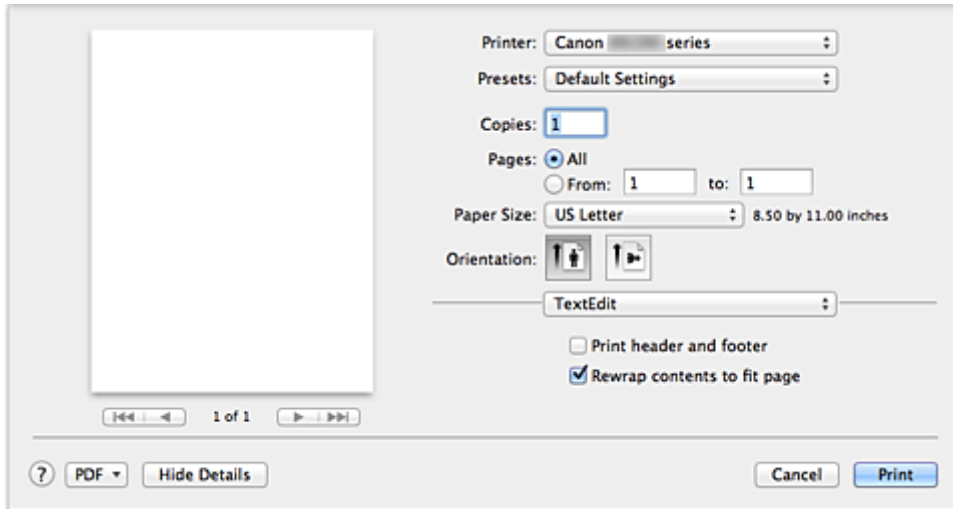 Printer: Canon series
Presets: Default Settings
Copies: 1
Pages: All
From: 1 to: 1
Paper Size: US Letter 8.50 by 11.00 inches
Orientation:
TextEdit
Print header and footer
Rewrap contents to fit page
1 of 1
? PDF Hide Details Cancel Print